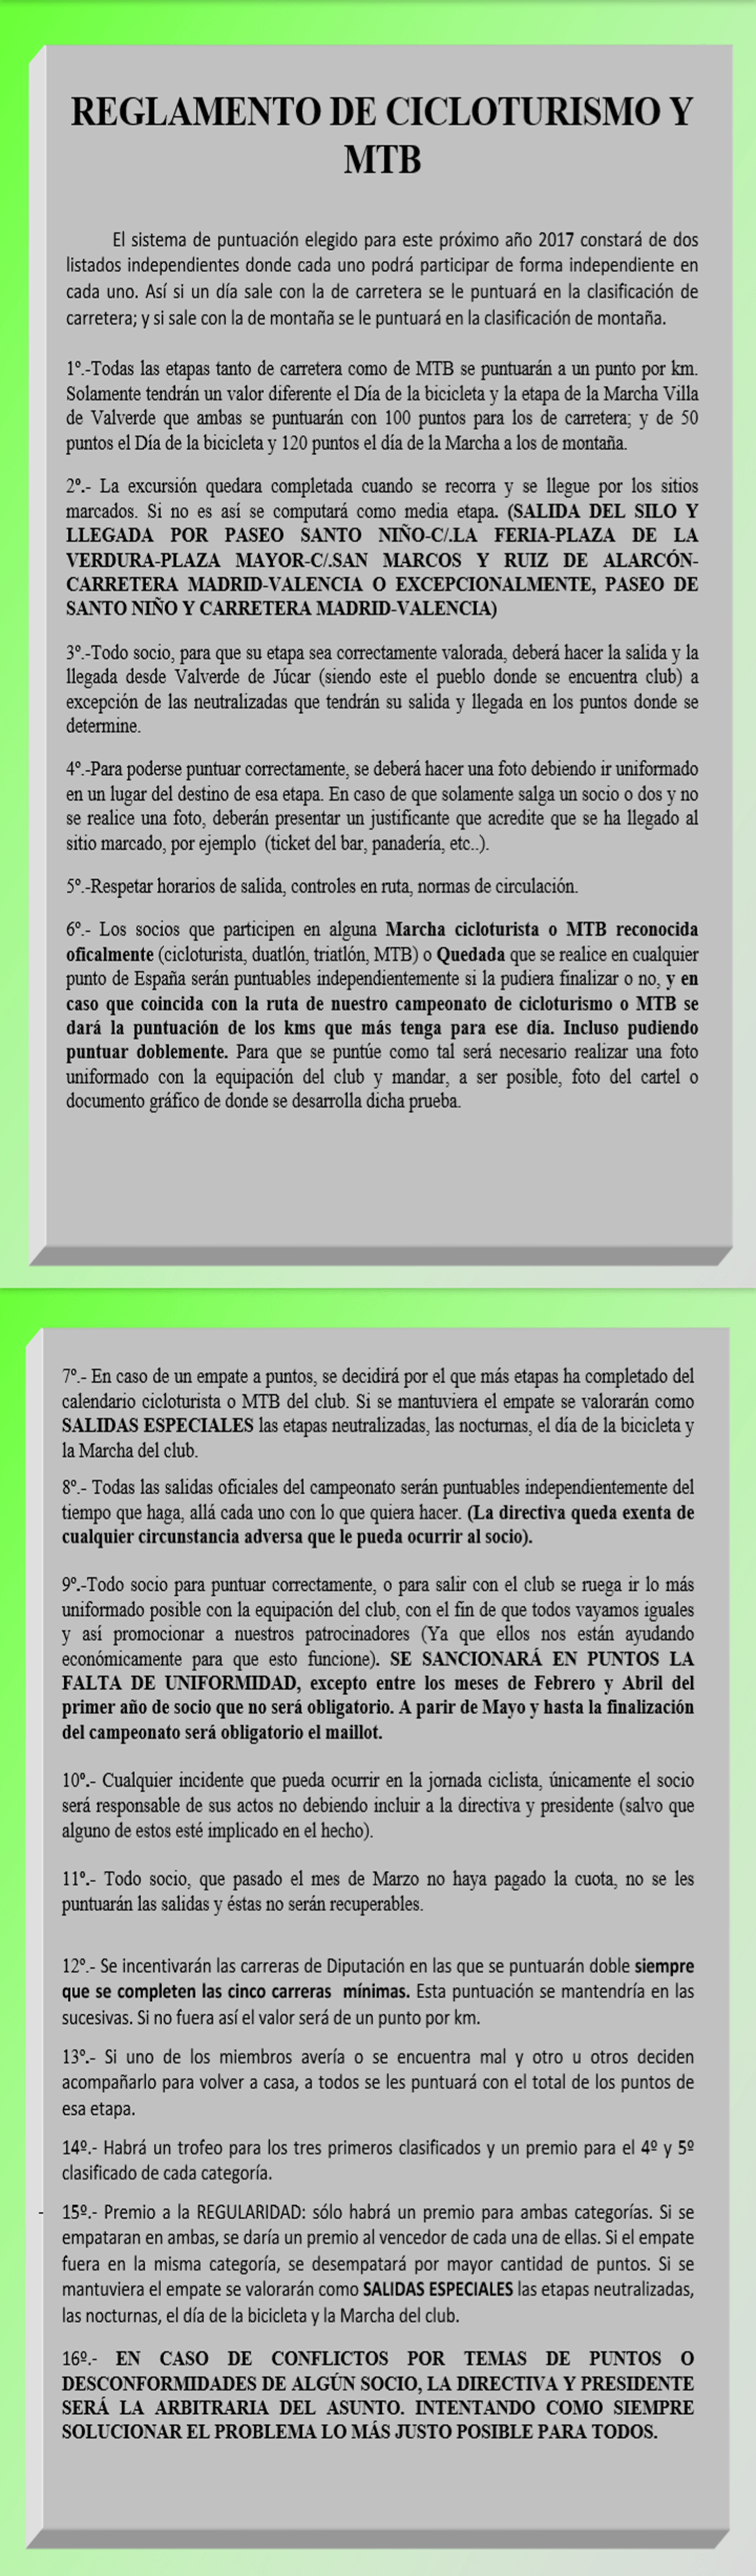 REGLAMENTO DE CICLOTURISMO Y
MTB
El sistema de puntuación elegido para este próximo año 2017 constará de dos
listados independientes donde cada uno podrá participar de forma independiente en
cada uno. Así si un día sale con la de carretera se le puntuará en la clasificación de
carretera; y si sale con la de montaña se le puntuará en la clasificación de montaña.
1º.-Todas las etapas tanto de carretera como de MTB se puntuarán a un punto por km.
Solamente tendrán un valor diferente el Día de la bicicleta y la etapa de la Marcha Villa
de Valverde que ambas se puntuarán con 100 puntos para los de carretera; y de 50
puntos el Día de la bicicleta y 120 puntos el día de la Marcha a los de montaña.
2º.- La excursión quedara completada cuando se recorra y se llegue por los sitios
marcados. Si no es así se computará como media etapa. (SALIDA DEL SILO Y
LLEGADA POR PASEO SANTO NIÑO-C/.LA FERIA-PLAZA DE LA
VERDURA-PLAZA MAYOR-C/.SAN MARCOS Y RUIZ DE ALARCÓN-
CARRETERA MADRID-VALENCIA O EXCEPCIONALMENTE, PASEO DE
SANTO NIÑO Y CARRETERA MADRID-VALENCIA)
3º.-Todo socio, para que su etapa sea correctamente valorada, deberá hacer la salida y la
llegada desde Valverde de Júcar (siendo este el pueblo donde se encuentra club) a
excepción de las neutralizadas que tendrán su salida y llegada en los puntos donde se
determine.
4º.-Para poderse puntuar correctamente, se deberá hacer una foto debiendo ir uniformado
en un lugar del destino de esa etapa. En caso de que solamente salga un socio o dos y no
se realice una foto, deberán presentar un justificante que acredite que se ha llegado al
sitio marcado, por ejemplo (ticket del bar, panadería, etc..).
5º.-Respetar horarios de salida, controles en ruta, normas de circulación.
6º.- Los socios que participen en alguna Marcha cicloturista o MTB reconocida
oficalmente (cicloturista, duatlón, triatlón, MTB) o Quedada que se realice en cualquier
punto de España serán puntuables independientemente si la pudiera finalizar o no, y en
caso que coincida con la ruta de nuestro campeonato de cicloturismo o MTB se
dará la puntuación de los kms que más tenga para ese día. Incluso pudiendo
puntuar doblemente. Para que se puntúe como tal será necesario realizar una foto
uniformado con la equipación del club y mandar, a ser posible, foto del cartel o
documento gráfico de donde se desarrolla dicha prueba.
7º.- En caso de un empate a puntos, se decidirá por el que más etapas ha completado del
calendario cicloturista o MTB del club. Si se mantuviera el empate se valorarán como
SALIDAS ESPECIALES las etapas neutralizadas, las nocturnas, el día de la bicicleta y
la Marcha del club.
8º.- Todas las salidas oficiales del campeonato serán puntuables independientemente del
tiempo que haga, allá cada uno con lo que quiera hacer. (La directiva queda exenta de
cualquier circunstancia adversa que le pueda ocurrir al socio).
9º.-Todo socio para puntuar correctamente, o para salir con el club se ruega ir lo más
uniformado posible con la equipación del club, con el fin de que todos vayamos iguales
y así promocionar a nuestros patrocinadores (Ya que ellos nos están ayudando
económicamente para que esto funcione). SE SANCIONARÁ EN PUNTOS LA
FALTA DE UNIFORMIDAD, excepto entre los meses de Febrero y Abril del
primer año de socio que no será obligatorio. A parir de Mayo y hasta la finalización
del campeonato será obligatorio el maillot.
10º.- Cualquier incidente que pueda ocurrir en la jornada ciclista, únicamente el socio
será responsable de sus actos no debiendo incluir a la directiva y presidente (salvo que
alguno de estos esté implicado en el hecho).
11º.- Todo socio, que pasado el mes de Marzo no haya pagado la cuota, no se les
puntuarán las salidas y éstas no serán recuperables.
12º.- Se incentivarán las carreras de Diputación en las que se puntuarán doble siempre
que se completen las cinco carreras mínimas. Esta puntuación se mantendría en las
sucesivas. Si no fuera así el valor será de un punto por km.
13º.- Si uno de los miembros avería o se encuentra mal y otro u otros deciden
acompañarlo para volver a casa, a todos se les puntuará con el total de los puntos de
esa etapa.
14º.- Habrá un trofeo para los tres primeros clasificados y un premio para el 4º y 5º
clasificado de cada categoría.
- 15º.- Premio a la REGULARIDAD: sólo habrá un premio para ambas categorías. Si se
empataran en ambas, se daría un premio al vencedor de cada una de ellas. Si el empate
fuera en la misma categoría, se desempatará por mayor cantidad de puntos. Si se
mantuviera el empate se valorarán como SALIDAS ESPECIALES las etapas neutralizadas,
las nocturnas, el día de la bicicleta y la Marcha del club.
16º.- EN CASO DE CONFLICTOS POR TEMAS DE PUNTOS O
DESCONFORMIDADES DE ALGÚN SOCIO, LA DIRECTIVA Y PRESIDENTE
SERÁ LA ARBITRARIA DEL ASUNTO. INTENTANDO COMO SIEMPRE
SOLUCIONAR EL PROBLEMA LO MÁS JUSTO POSIBLE PARA TODOS.